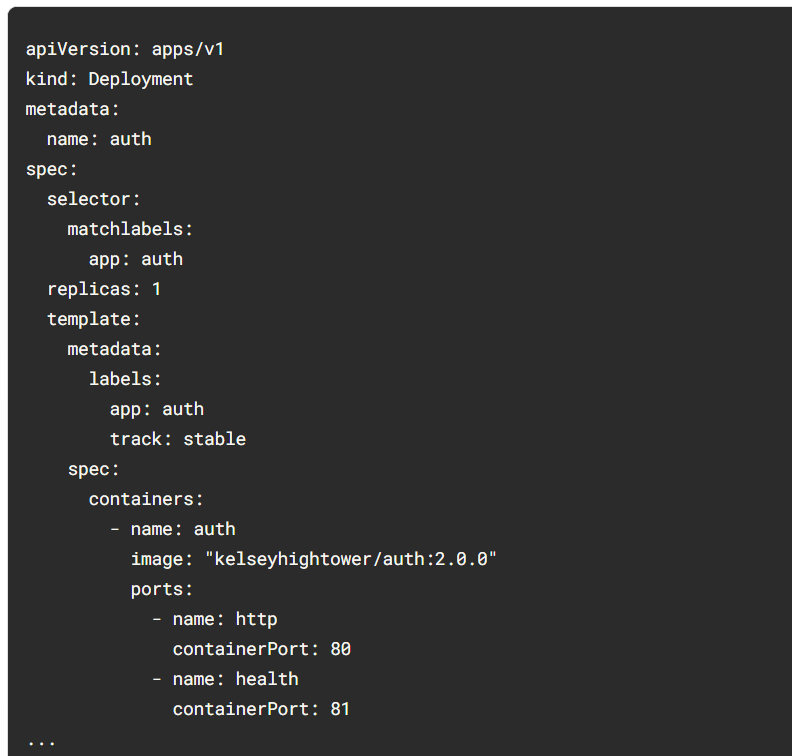 apiVersion: apps/v1
kind: Deployment
metadata:
  name: auth
spec:
  selector:
    matchlabels:
      app: auth
  replicas: 1
  template:
    metadata:
      labels:
        app: auth
        track: stable
    spec:
      containers:
        - name: auth
          image: "kelseyhightower/auth:2.0.0"
          ports:
            - name: http
              containerPort: 80
            - name: health
              containerPort: 81
...